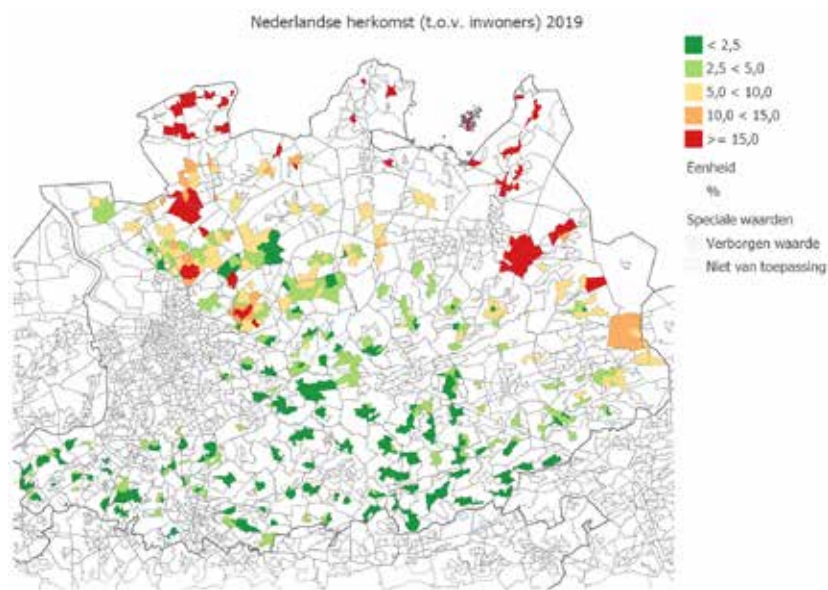 Nederlandse herkomst (t.o.v. inwoners) 2019
< 2,5
2,5 < 5,0
5,0 < 10,0
10,0 < 15,0
>= 15,0
Eenheid
%
Speciale waarden
Verborgen waarde
Niet van toepassing